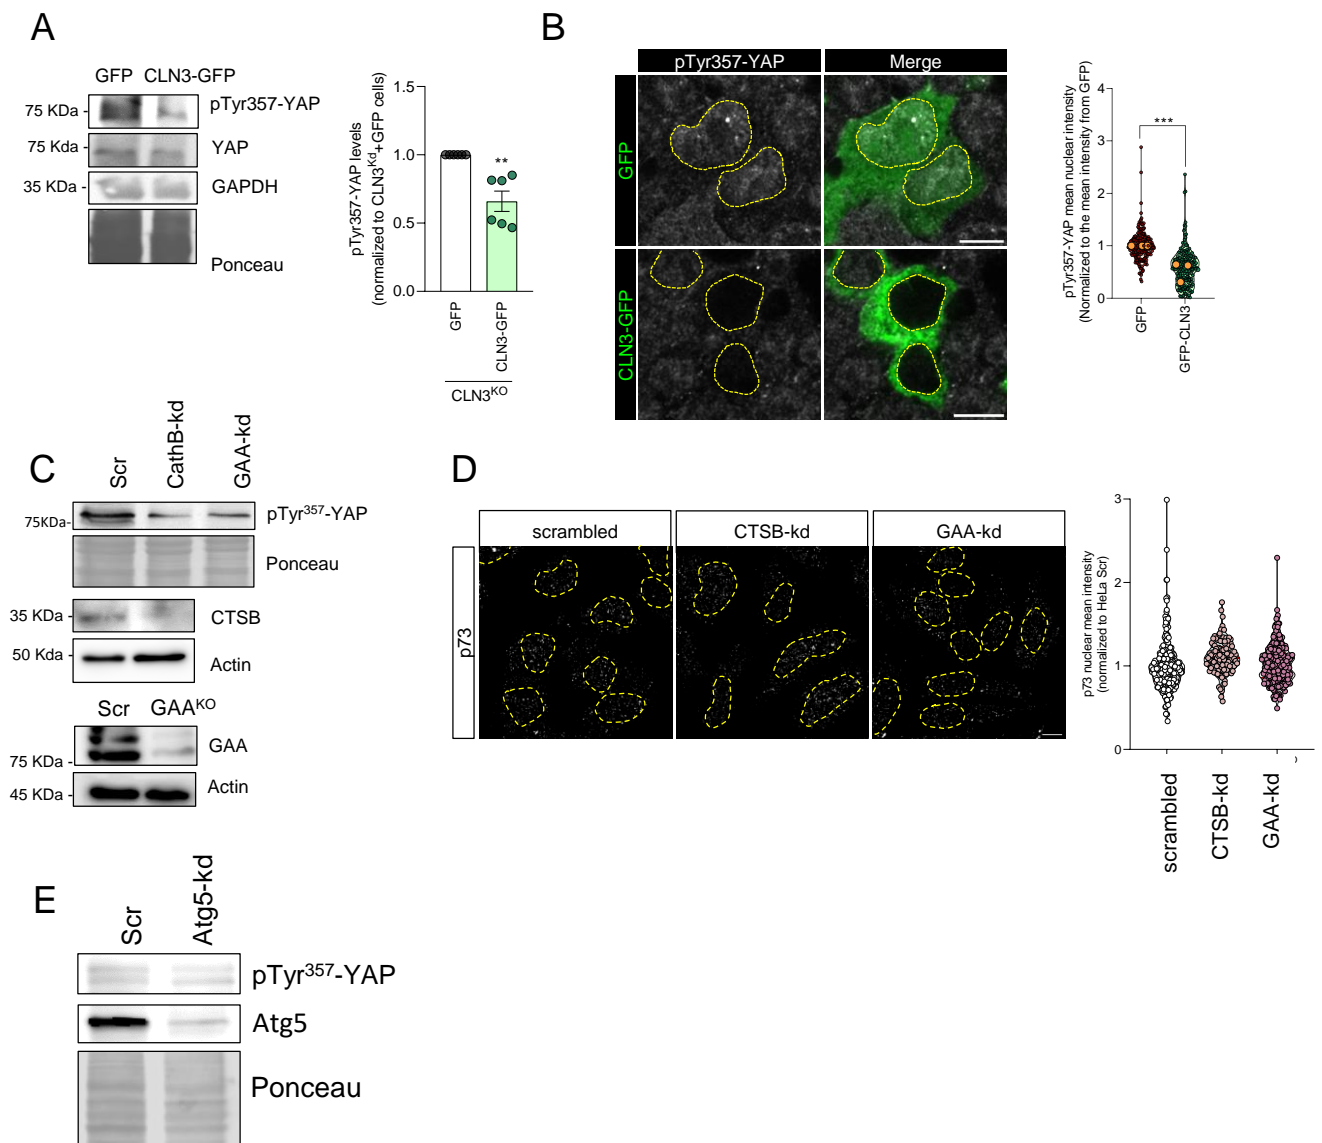 A
GFP CLN3-GFP
75 KDa
pTyr357-YAP
75 Kda
YAP
35 KDa
GAPDH
Ponceau
pTyr357-YAP levels
(normalized to CLN3ᴷᵈ+GFP cells)
1.5
1.0
0.5
0.0
**
GFP
CLN3-GFP
CLN3ᴷᴼ
B
pTyr357-YAP
Merge
GFP
CLN3-GFP
pTyr357-YAP mean nuclear intensity
(Normalized to the mean intensity from GFP)
4
3
2
1
0
***
GFP
GFP-CLN3
C
Scr
CathB-kd
GAA-kd
75KDa-
pTyr³⁵⁷-YAP
Ponceau
35 KDa
CTSB
50 Kda
Actin
Scr GAAᴷᴼ
GAA
75 KDa
Actin
45 KDa
D
scrambled
CTSB-kd
GAA-kd
p73
p73 nuclear mean intensity
(normalized to HeLa Scr)
3
2
1
0
scrambled
CTSB-kd
GAA-kd
E
Scr
Atg5-kd
pTyr³⁵⁷-YAP
Atg5
Ponceau